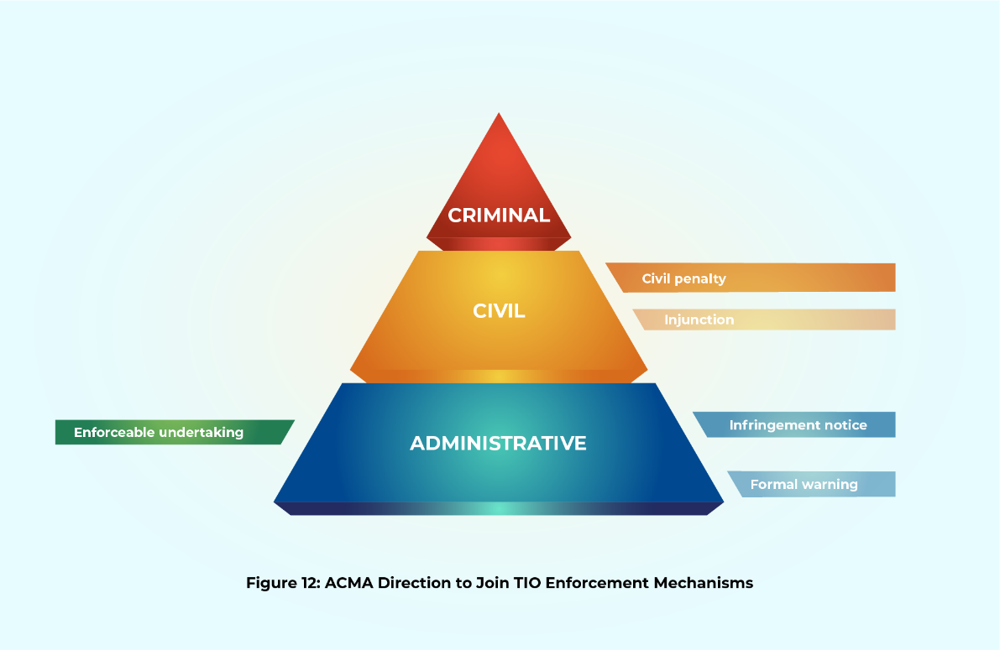 CRIMINAL
Civil penalty
CIVIL
Injunction
Infringement notice
Enforceable undertaking
ADMINISTRATIVE
Formal warning
Figure 12: ACMA Direction to Join TIO Enforcement Mechanisms